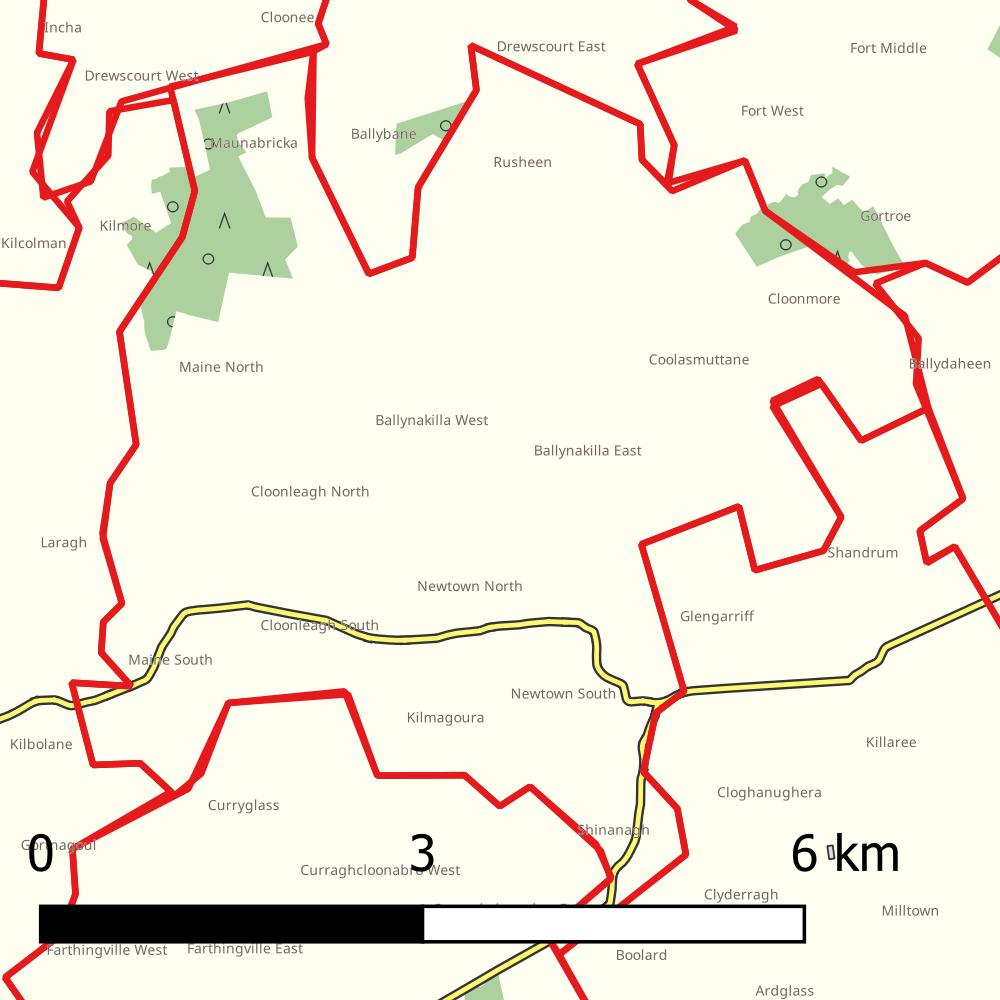 Cloonee
Incha
Drewscourt East
Fort Middle
Drewscourt West
Fort West
Ballybane
Maunabricka
Rusheen
Gortroe
Kilmore
Kilcolman
Cloonmore
Coolasmuttane
Ballydaheen
Maine North
Ballynakilla West
Ballynakilla East
Cloonleagh North
Laragh
Shandrum
Newtown North
Glengarriff
Cloonleagh South
Maine South
Newtown South
Kilmagoura
Kilbolane
Killaree
Cloghanughera
Curryglass
Shinanagh
Gortnagoul
0 3 6 km
Curraghcloonabro West
Clyderragh
Milltown
Farthingville West
Farthingville East
Boolard
Ardglass